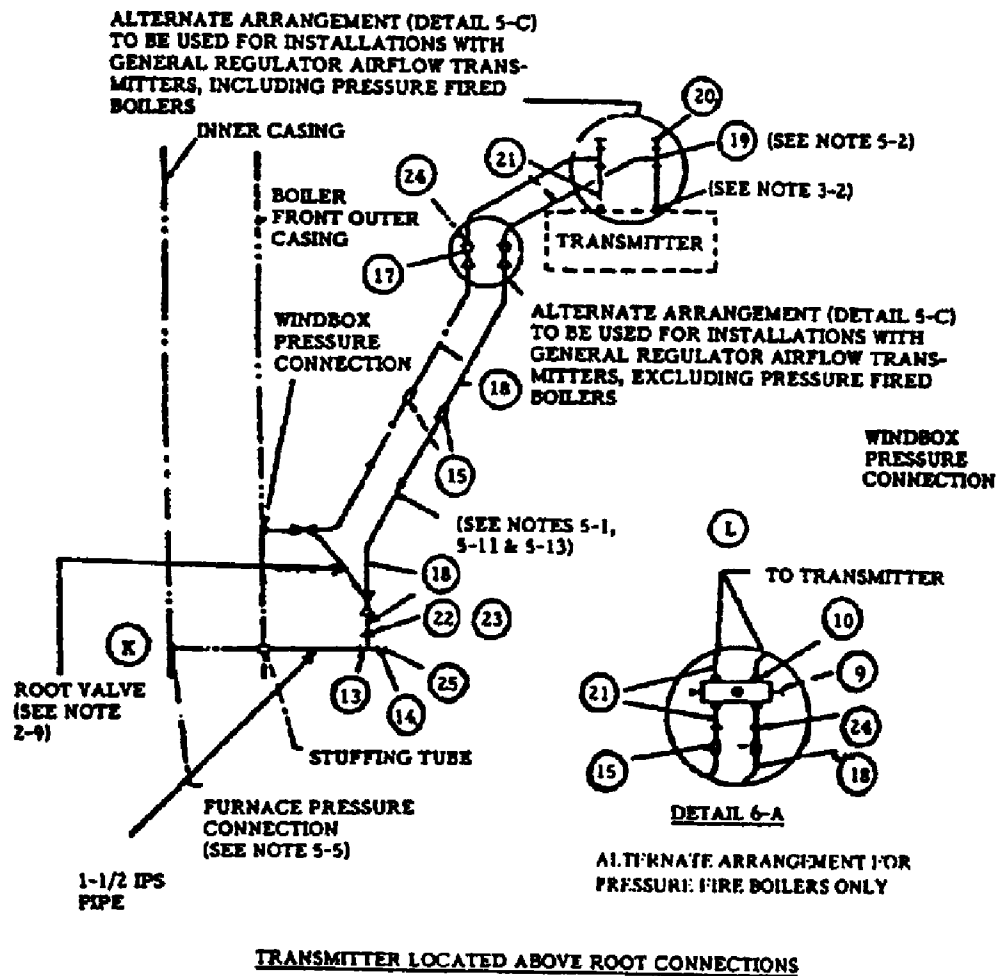 ALTERNATE ARRANGEMENT (DETAIL 5-C)
TO BE USED FOR INSTALLATIONS WITH
GENERAL REGULATOR AIRFLOW TRANS-
MITTERS, INCLUDING PRESSURE FIRED
BOILERS
INNER CASING
20
19 (SEE NOTE 5-2)
21
24
(SEE NOTE 3-2)
BOILER
FRONT OUTER
CASING
TRANSMITTER
17
ALTERNATE ARRANGEMENT (DETAIL 5-C)
TO BE USED FOR INSTALLATIONS WITH
GENERAL REGULATOR AIRFLOW TRANS-
MITTERS, EXCLUDING PRESSURE FIRED
BOILERS
WINDBOX
PRESSURE
CONNECTION
18
15
WINDBOX
PRESSURE
CONNECTION
(SEE NOTES 5-1,
5-11 & 5-13)
L
18
TO TRANSMITTER
22 23
K
10
9
ROOT VALVE
(SEE NOTE
2-9)
13
14
25
21
24
15
18
STUFFING TUBE
DETAIL 6-A
FURNACE PRESSURE
CONNECTION
(SEE NOTE 5-5)
ALTERNATE ARRANGEMENT FOR
PRESSURE FIRE BOILERS ONLY
1-1/2 IPS
PIPE
TRANSMITTER LOCATED ABOVE ROOT CONNECTIONS